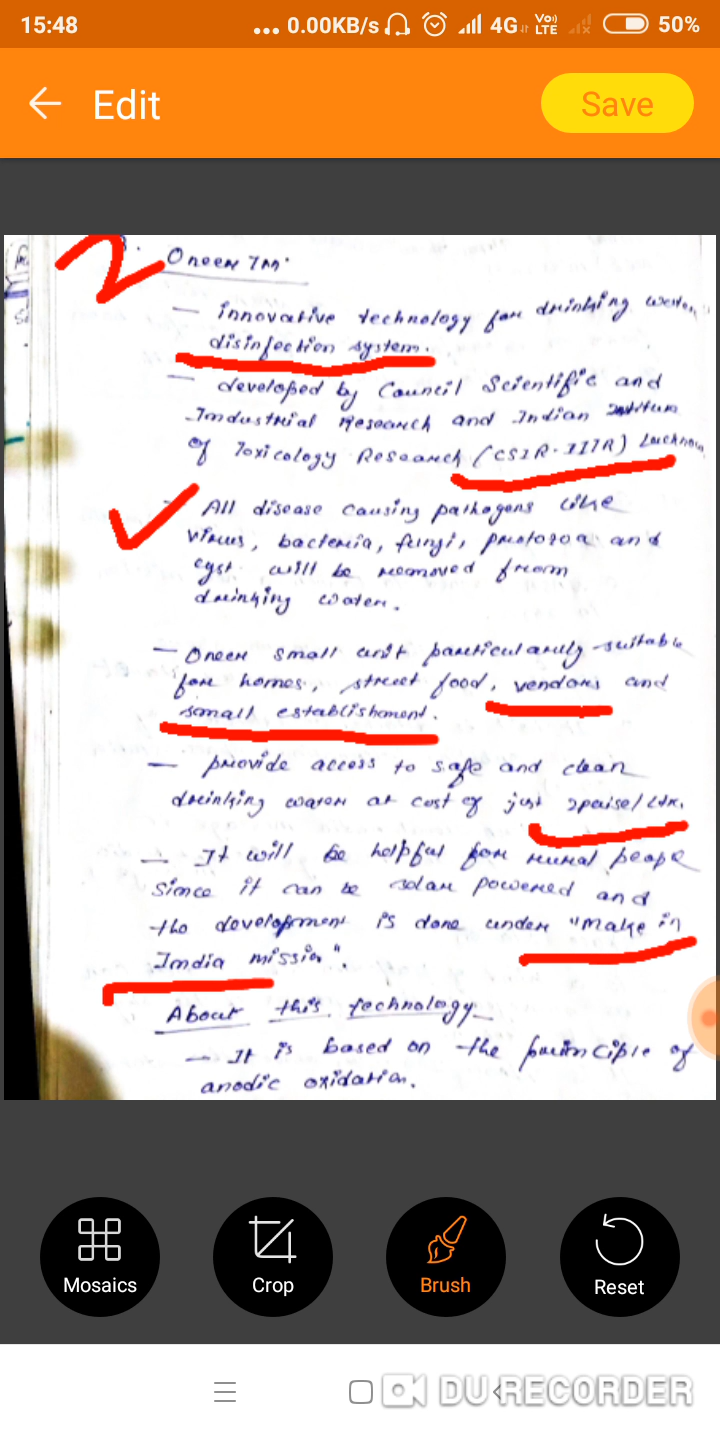 15:48
... 0.00KB/s 4G Vo)) LTE 50%
Edit
Save
Oneer TM.
— innovative technology for drinking water
disinfection system.
— developed by Council Scientific and
Industrial Research and Indian
of Toxicology Research (CSIR-IITR) Lucknow
All disease causing pathogens like
virus, bacteria, fungi, protozoa and
cyst will be removed from
drinking water.
— Oneer small unit particularly suitable
for homes, street food, vendors and
small establishment.
— provide access to safe and clean
drinking water at cost of just 2paise/Ltr.
— It will be helpful for rural peope
Since it can be solar powered and
the development is done under "Make in
India mission".
About this technology
— It is based on the principle of
anodic oxidation.
Mosaics
Crop
Brush
Reset
DU RECORDER